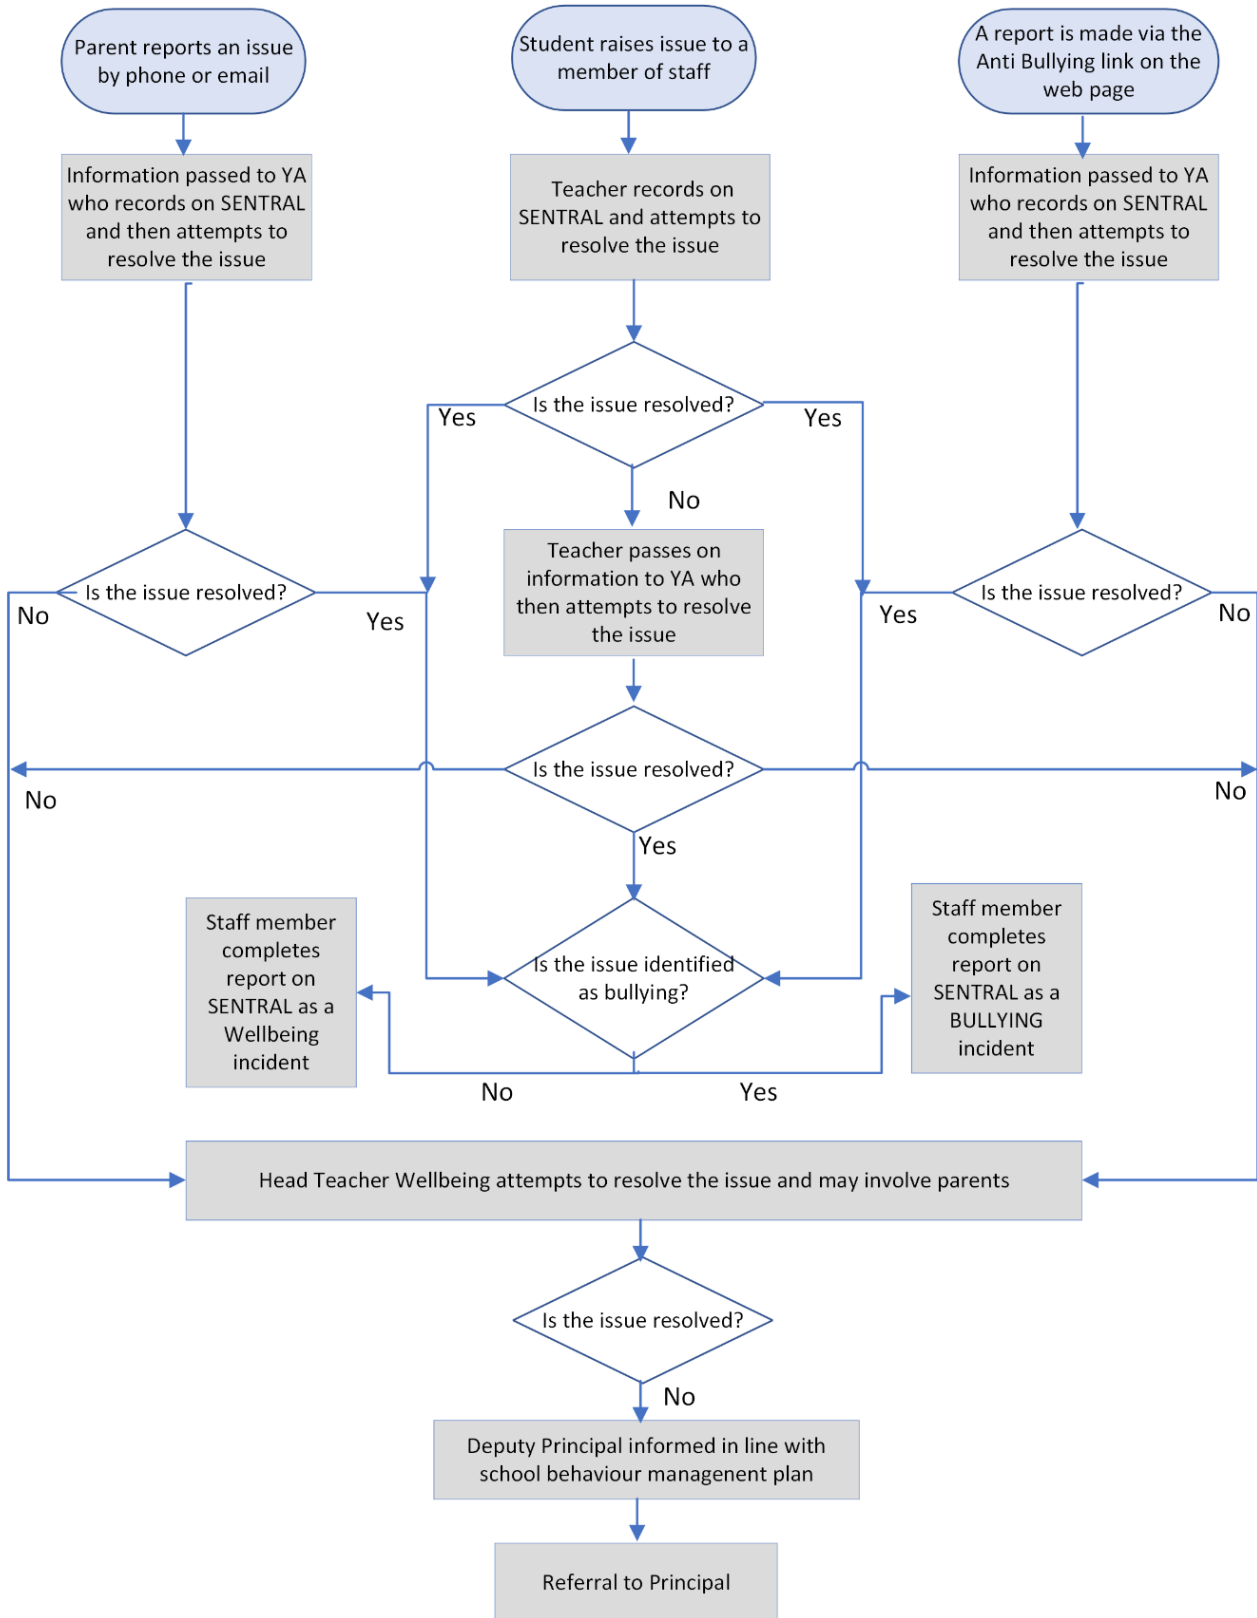 Parent reports an issue
by phone or email
Student raises issue to a
member of staff
A report is made via the
Anti Bullying link on the
web page
Information passed to YA
who records on SENTRAL
and then attempts to
resolve the issue
Teacher records on
SENTRAL and attempts to
resolve the issue
Information passed to YA
who records on SENTRAL
and then attempts to
resolve the issue
Is the issue resolved?
Yes
Yes
No
Is the issue resolved?
No
Yes
Teacher passes on
information to YA who
then attempts to resolve
the issue
Is the issue resolved?
Yes
No
Is the issue resolved?
No
No
Yes
Staff member
completes
report on
SENTRAL as a
Wellbeing
incident
Is the issue identified
as bullying?
Staff member
completes
report on
SENTRAL as a
BULLYING
incident
No
Yes
Head Teacher Wellbeing attempts to resolve the issue and may involve parents
Is the issue resolved?
No
Deputy Principal informed in line with
school behaviour managenent plan
Referral to Principal